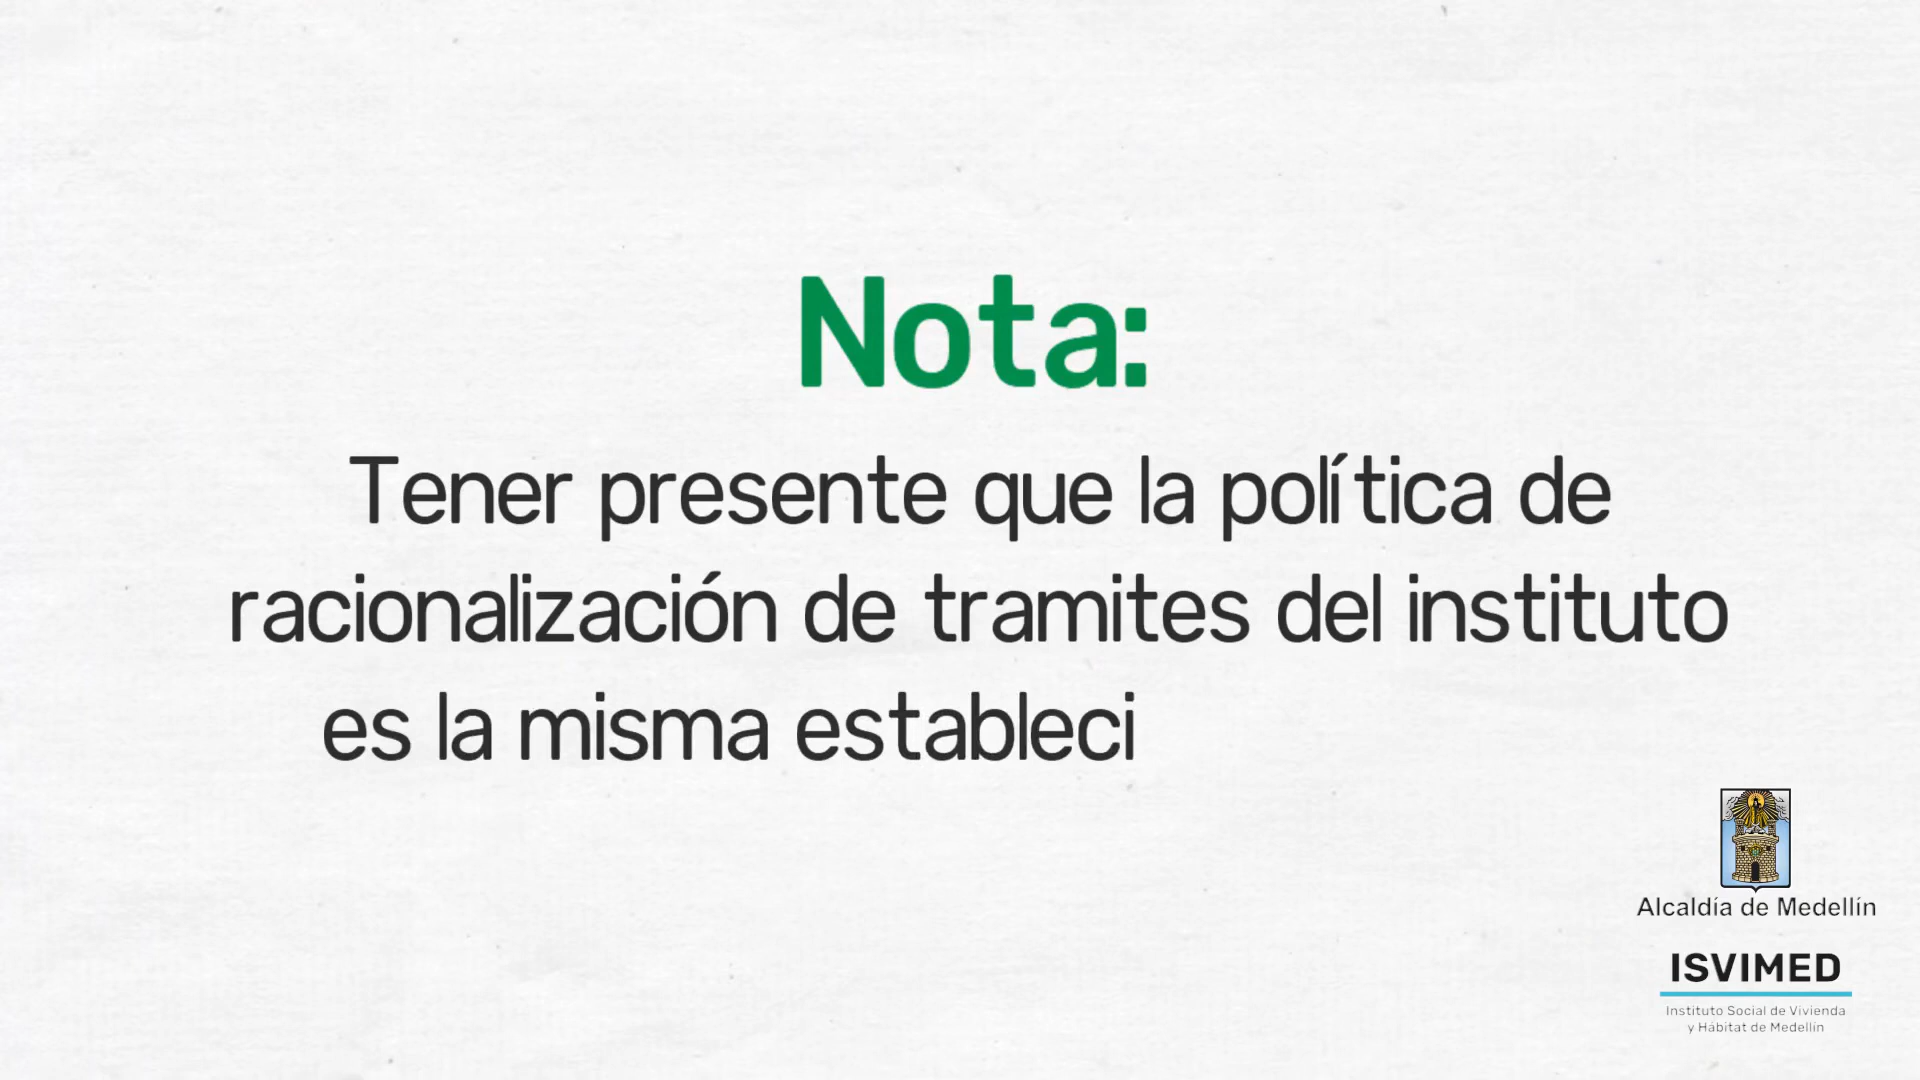 Nota:
Tener presente que la política de
racionalización de tramites del instituto
es la misma estableci
Alcaldía de Medellín
ISVIMED
Instituto Social de Vivienda
y Hábitat de Medellín